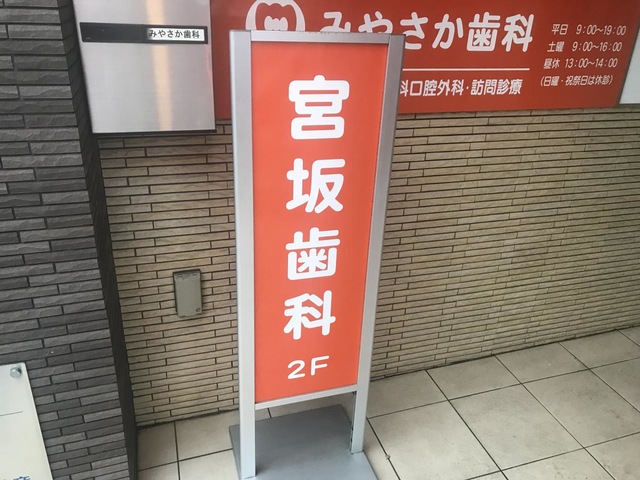 みやさか歯科
みやさか歯科
平日 9:00~19:00
土曜 9:00~16:00
昼休 13:00~14:00
(日曜・祝祭日は休診)
科口腔外科・訪問診療
宮坂歯科
2F